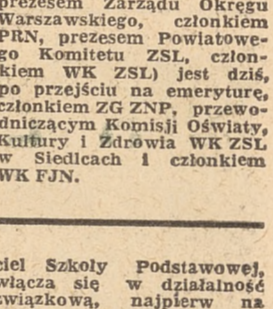 prezesem Zarządu Okręgu
Warszawskiego, członkiem
PRN, prezesem Powiatowe-
go Komitetu ZSL, człon-
kiem WK ZSL) jest dziś,
po przejściu na emeryturę,
członkiem ZG ZNP, przewo-
dniczącym Komisji Oświaty,
Kultury i Zdrowia WK ZSL
w Siedlcach i członkiem
WK FJN.
ciel Szkoły Podstawowej,
włącza się w działalność
związkową, najpierw na